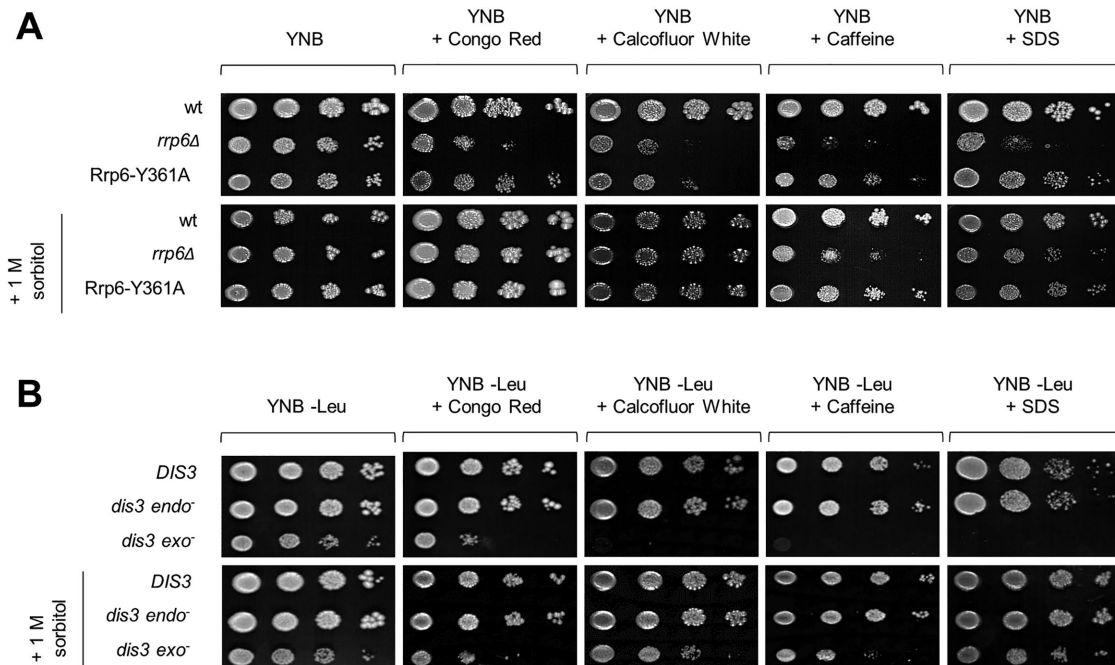 A
YNB
YNB
+ Congo Red
YNB
+ Calcofluor White
YNB
+ Caffeine
YNB
+ SDS
wt
rrp6Δ
Rrp6-Y361A
+ 1 M
sorbitol
wt
rrp6Δ
Rrp6-Y361A
B
YNB -Leu
YNB -Leu
+ Congo Red
YNB -Leu
+ Calcofluor White
YNB -Leu
+ Caffeine
YNB -Leu
+ SDS
DIS3
dis3 endo-
dis3 exo-
+ 1 M
sorbitol
DIS3
dis3 endo-
dis3 exo-